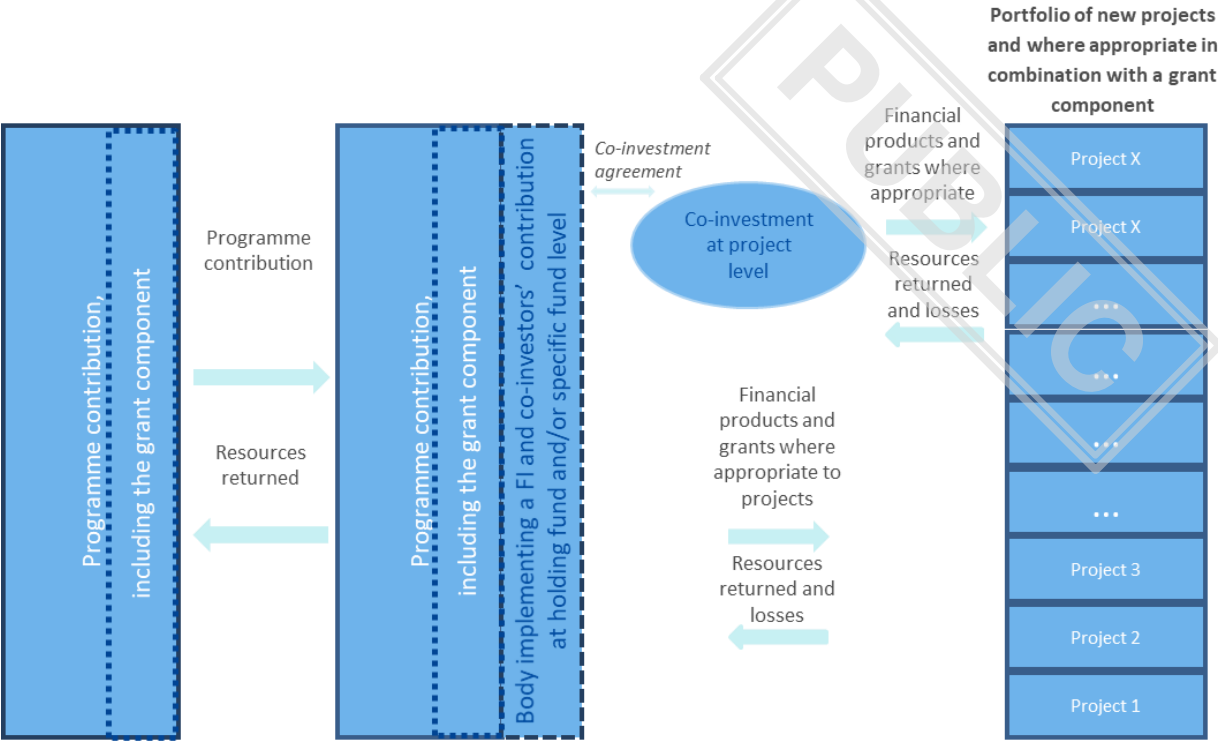 Portfolio of new projects
and where appropriate in
combination with a grant
component
Programme contribution,
including the grant component
Programme
contribution
Resources
returned
Programme contribution,
including the grant component
Body implementing a FI and co-investors’ contribution
at holding fund and/or specific fund level
Co-investment
agreement
Co-investment
at project
level
Financial
products and
grants where
appropriate
Resources
returned
and losses
Financial
products and
grants where
appropriate to
projects
Resources
returned and
losses
Project X
Project X
...
...
...
...
Project 3
Project 2
Project 1
PUBLIC